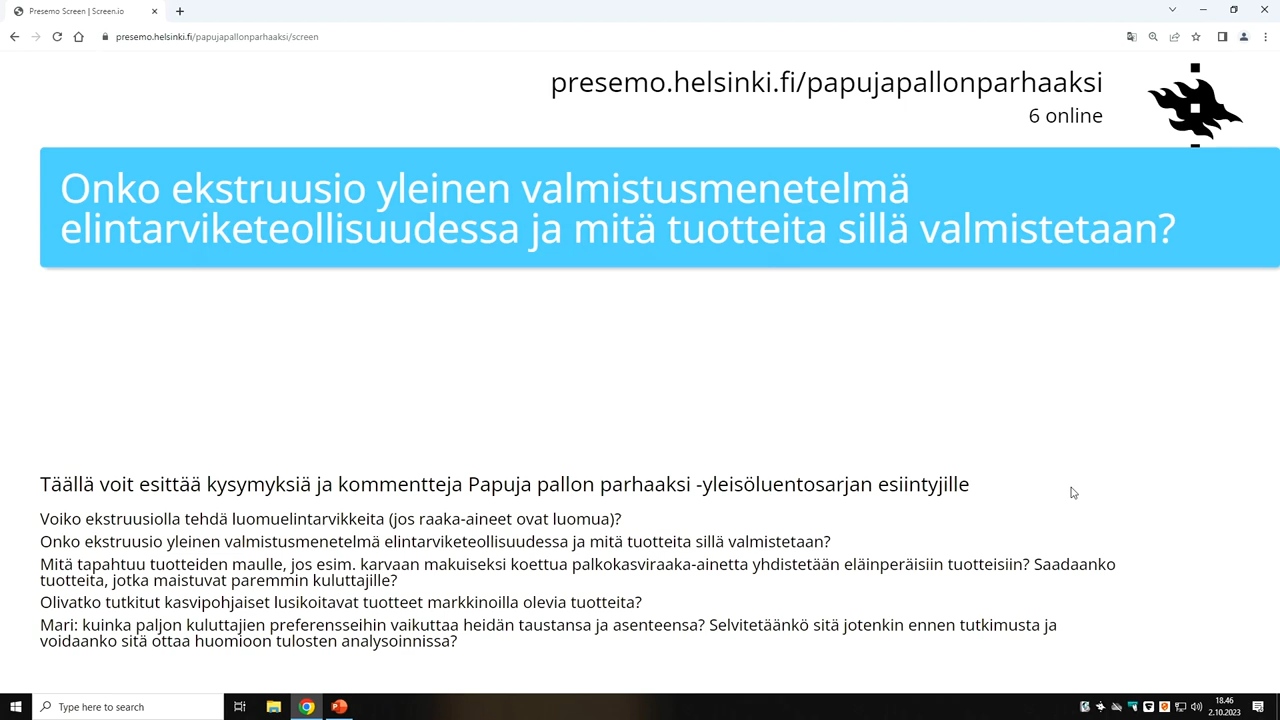 Presemo Screen | Screen.io
presemo.helsinki.fi/papujapallonparhaaksi/screen
presemo.helsinki.fi/papujapallonparhaaksi
6 online
Onko ekstruusio yleinen valmistusmenetelmä
elintarviketeollisuudessa ja mitä tuotteita sillä valmistetaan?
Täällä voit esittää kysymyksiä ja kommentteja Papuja pallon parhaaksi -yleisöluentosarjan esiintyjille
Voiko ekstruusiolla tehdä luomuelintarvikkeita (jos raaka-aineet ovat luomua)?
Onko ekstruusio yleinen valmistusmenetelmä elintarviketeollisuudessa ja mitä tuotteita sillä valmistetaan?
Mitä tapahtuu tuotteiden maulle, jos esim. karvaan makuiseksi koettua palkokasviraaka-ainetta yhdistetään eläinperäisiin tuotteisiin? Saadaanko
tuotteita, jotka maistuvat paremmin kuluttajille?
Olivatko tutkitut kasvipohjaiset lusikoitavat tuotteet markkinoilla olevia tuotteita?
Mari: kuinka paljon kuluttajien preferensseihin vaikuttaa heidän taustansa ja asenteensa? Selvitetäänkö sitä jotenkin ennen tutkimusta ja
voidaanko sitä ottaa huomioon tulosten analysoinnissa?
Type here to search
18.46
2.10.2023